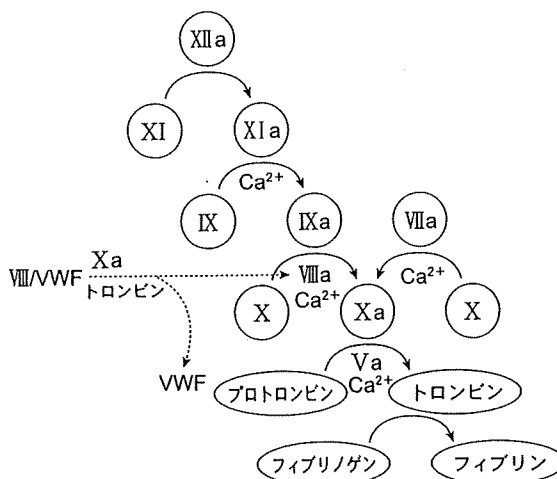 XIIa
XI
XIa
Ca²⁺
IX
IXa
VIIa
VIII/VWF
Xa
トロンビン
VIIIa
Ca²⁺
Ca²⁺
X
Xa
X
VWF
Va
Ca²⁺
プロトロンビン
トロンビン
フィブリノゲン
フィブリン